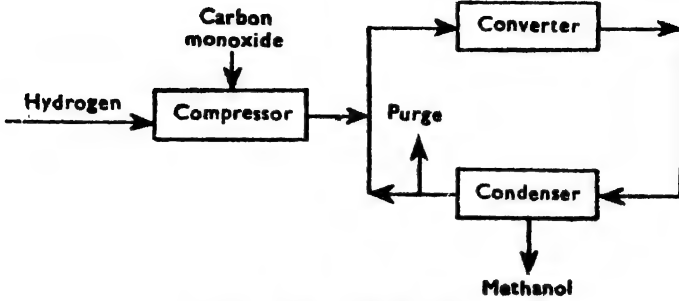 Carbon
monoxide
Converter
Hydrogen
Compressor
Purge
Condenser
Methanol